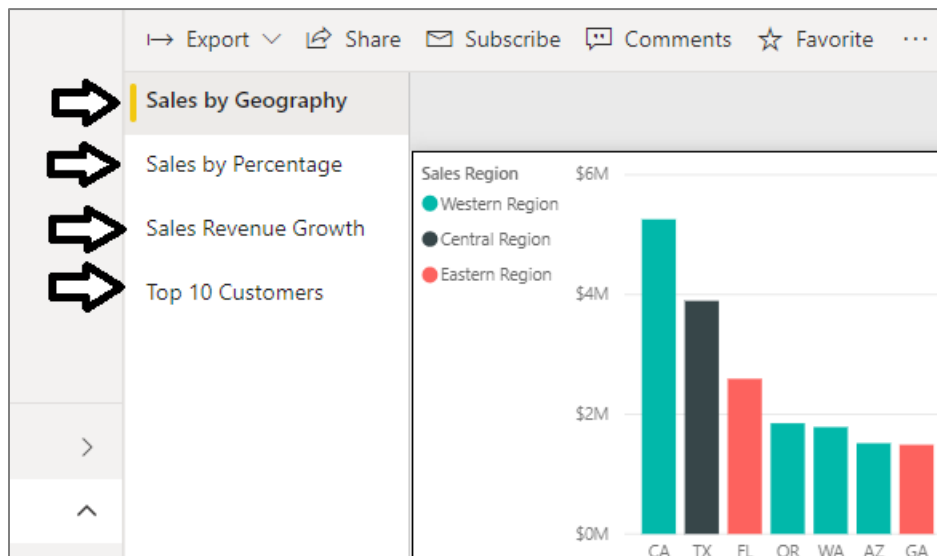 Export Share Subscribe Comments Favorite ...
Sales by Geography
Sales by Percentage
Sales Revenue Growth
Top 10 Customers
Sales Region
Western Region
Central Region
Eastern Region
$6M
$4M
$2M
$0M
CA TX FL OR WA AZ GA